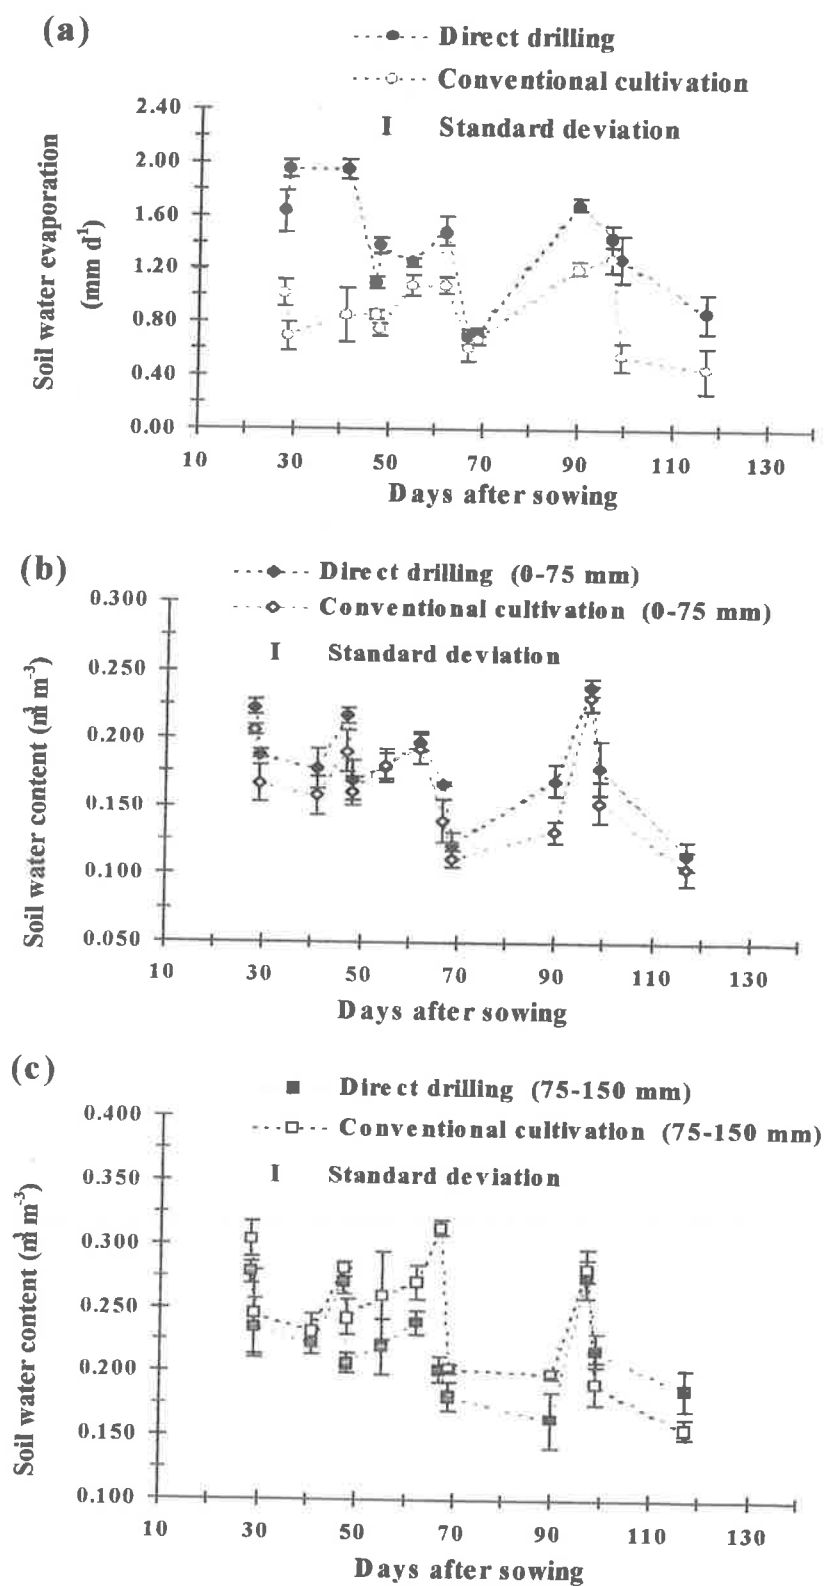 (a)
Direct drilling
Conventional cultivation
I Standard deviation
2.40
2.00
1.60
1.20
0.80
0.40
0.00
Soil water evaporation
(mm d¹)
10 30 50 70 90 110 130
Days after sowing
(b)
Direct drilling (0-75 mm)
Conventional cultivation (0-75 mm)
I Standard deviation
0.300
0.250
0.200
0.150
0.100
0.050
Soil water content (m³ m⁻³)
10 30 50 70 90 110 130
Days after sowing
(c)
Direct drilling (75-150 mm)
Conventional cultivation (75-150 mm)
I Standard deviation
0.400
0.350
0.300
0.250
0.200
0.150
0.100
Soil water content (m³ m⁻³)
10 30 50 70 90 110 130
Days after sowing